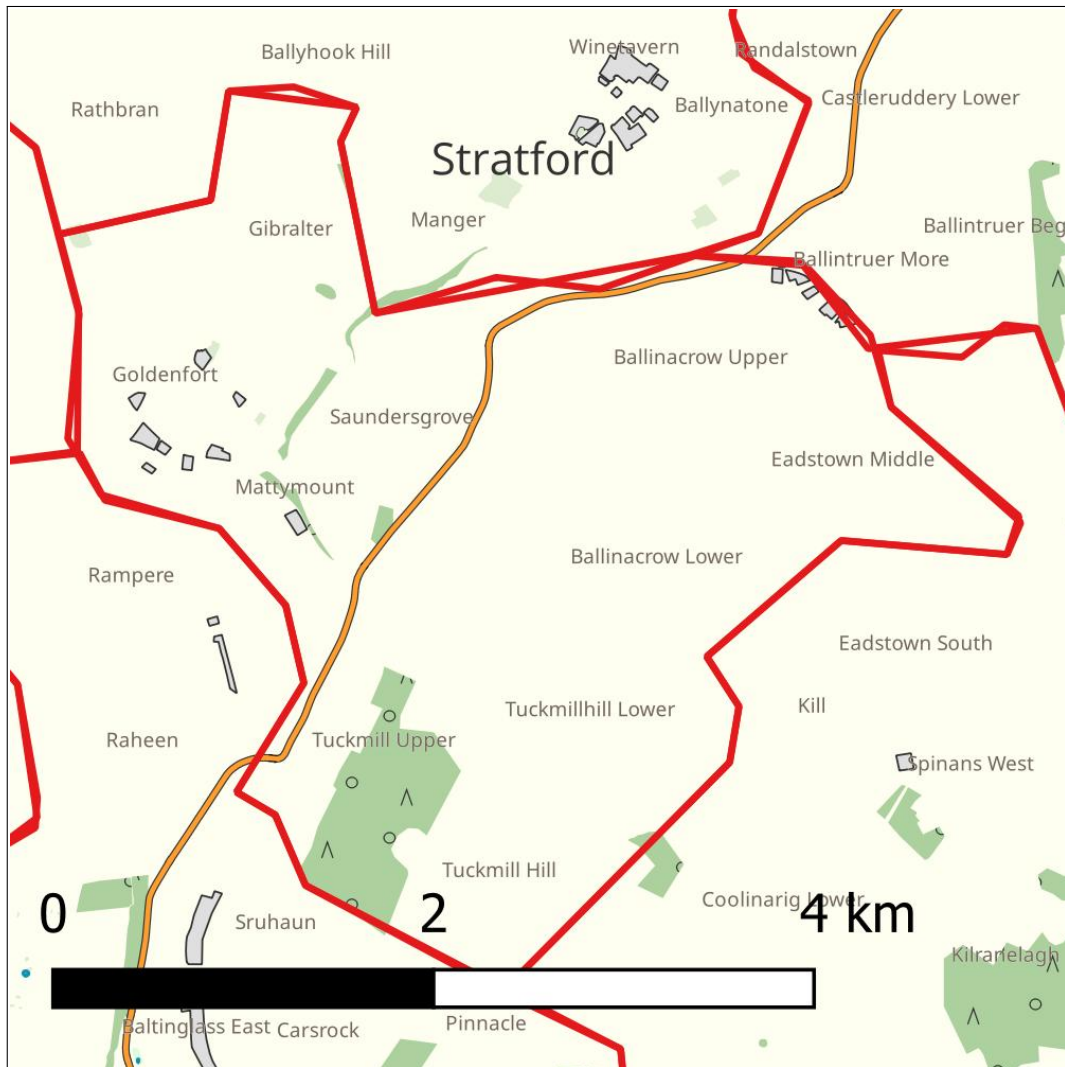 Winetavern
Randalstown
Ballyhook Hill
Castleruddery Lower
Rathbran
Ballynatone
Stratford
Manger
Gibralter
Ballintruer Beg
Ballintruer More
Ballinacrow Upper
Goldenfort
Saundersgrove
Eadstown Middle
Mattymount
Ballinacrow Lower
Rampere
Eadstown South
Kill
Tuckmillhill Lower
Raheen
Tuckmill Upper
Spinans West
Tuckmill Hill
Coolinarig Lower
Sruhaun
0 2 4 km
Kilranelagh
Pinnacle
Baltinglass East
Carsrock